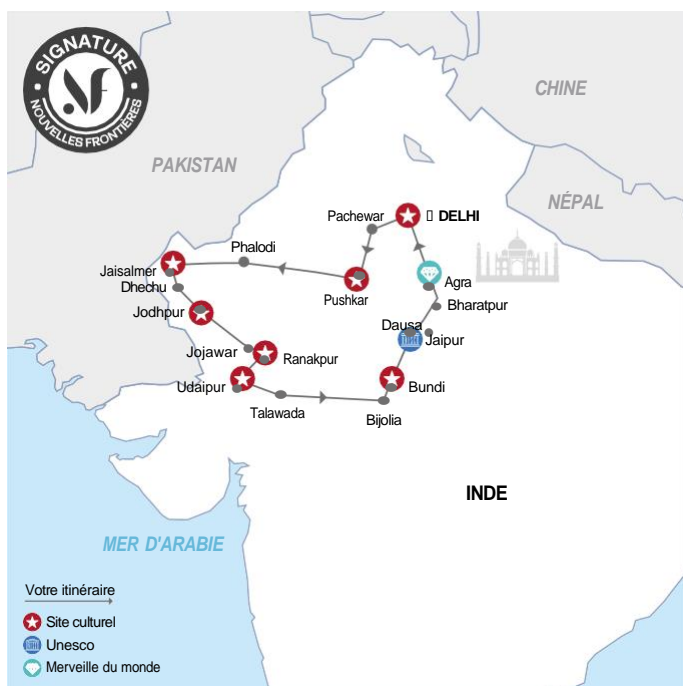 SIGNATURE
NOUVELLES FRONTIÈRES
NF
CHINE
PAKISTAN
NÉPAL
Pachewar
▯ DELHI
Phalodi
Jaisalmer
Dhechu
Pushkar
Agra
Bharatpur
Jodhpur
Dausa
Jaipur
Jojawar
Ranakpur
Udaipur
Bundi
Talawada
Bijolia
INDE
MER D'ARABIE
Votre itinéraire
Site culturel
Unesco
Merveille du monde